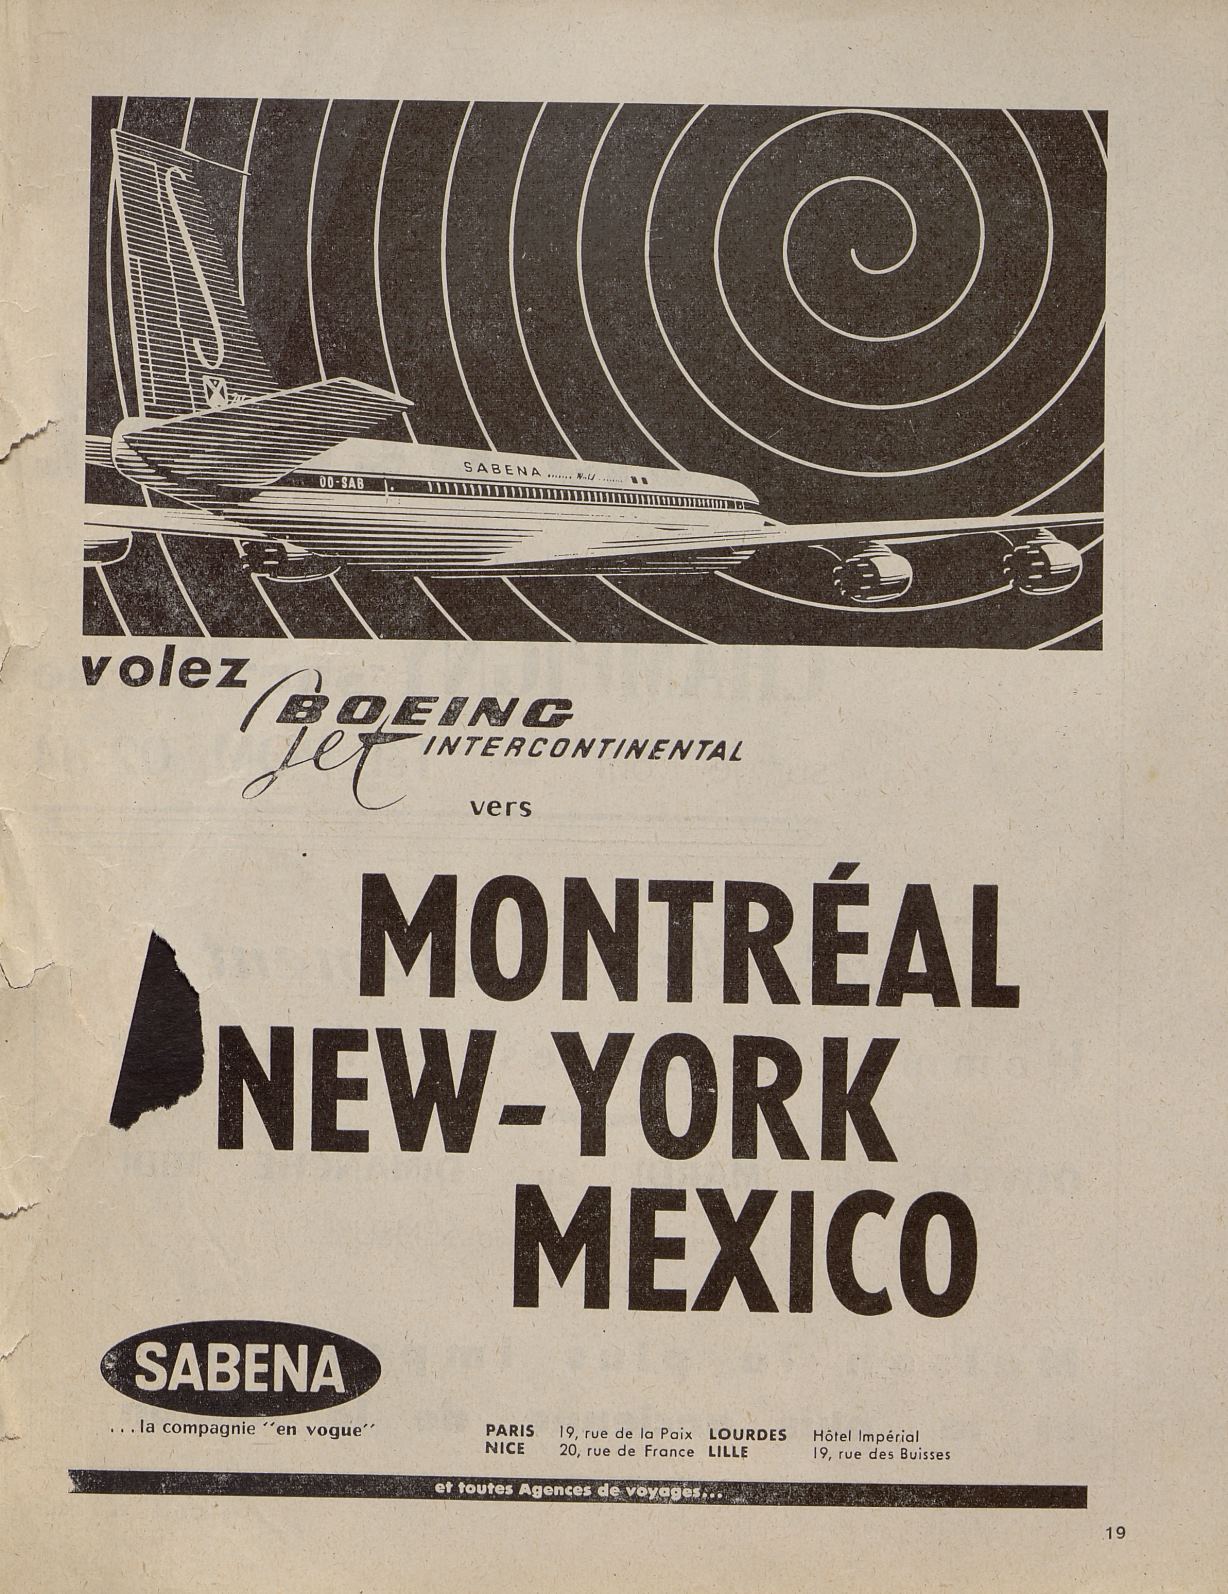 S
SABENA
OO-SAB
volez
BOEING
Jet INTERCONTINENTAL
vers
MONTRÉAL
NEW-YORK
MEXICO
SABENA
...la compagnie "en vogue"
PARIS 19, rue de la Paix LOURDES Hôtel Impérial
NICE 20, rue de France LILLE 19, rue des Buisses
et toutes Agences de voyages...
19